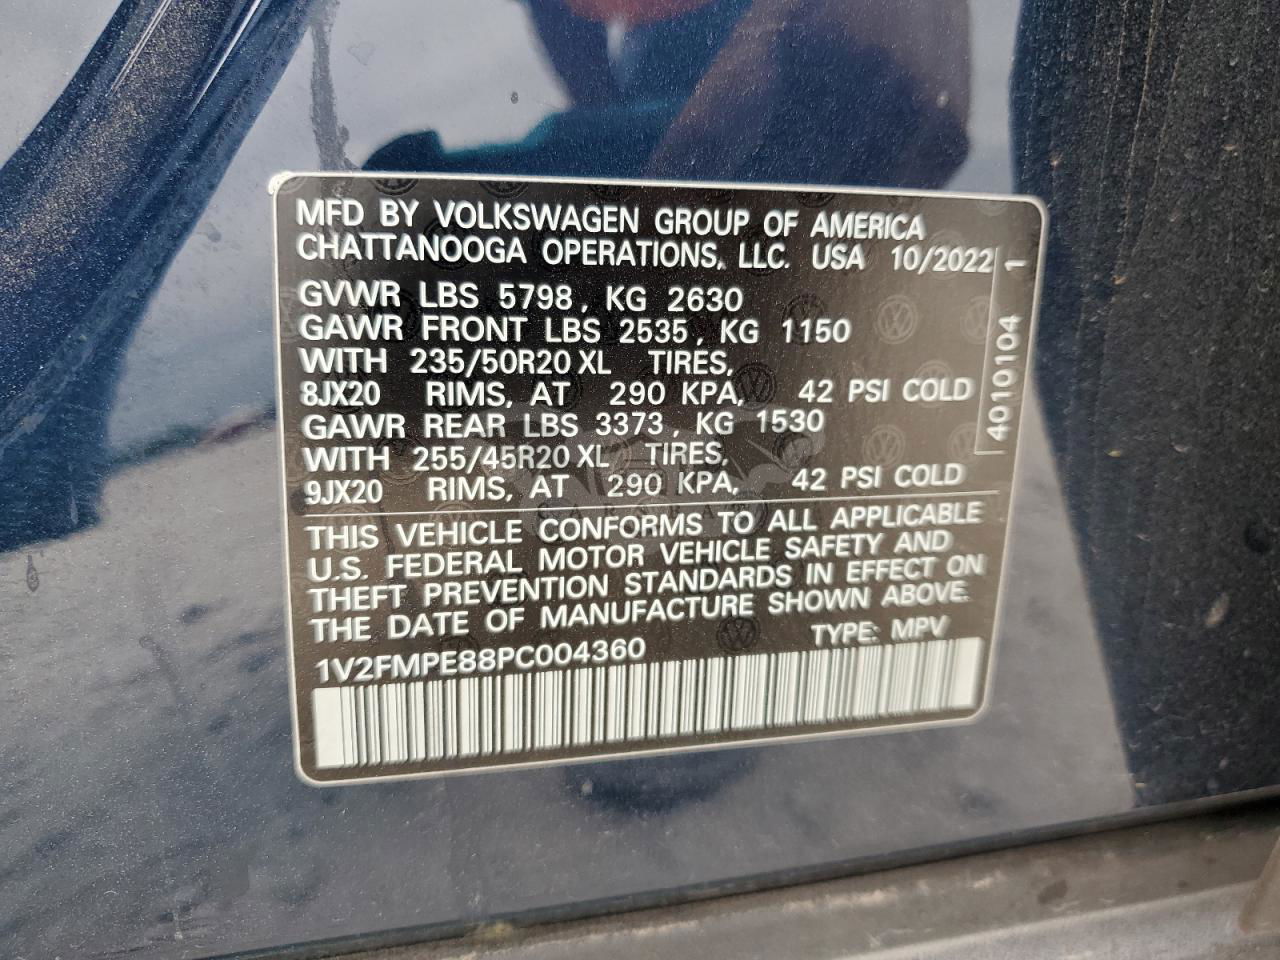 MFD BY VOLKSWAGEN GROUP OF AMERICA
CHATTANOOGA OPERATIONS, LLC. USA 10/2022
GVWR LBS 5798, KG 2630
GAWR FRONT LBS 2535, KG 1150
WITH 235/50R20 XL TIRES,
8JX20 RIMS, AT 290 KPA, 42 PSI COLD
GAWR REAR LBS 3373, KG 1530
WITH 255/45R20 XL TIRES,
9JX20 RIMS, AT 290 KPA, 42 PSI COLD
4010104 1
THIS VEHICLE CONFORMS TO ALL APPLICABLE
U.S. FEDERAL MOTOR VEHICLE SAFETY AND
THEFT PREVENTION STANDARDS IN EFFECT ON
THE DATE OF MANUFACTURE SHOWN ABOVE.
1V2FMPE88PC004360 TYPE: MPV